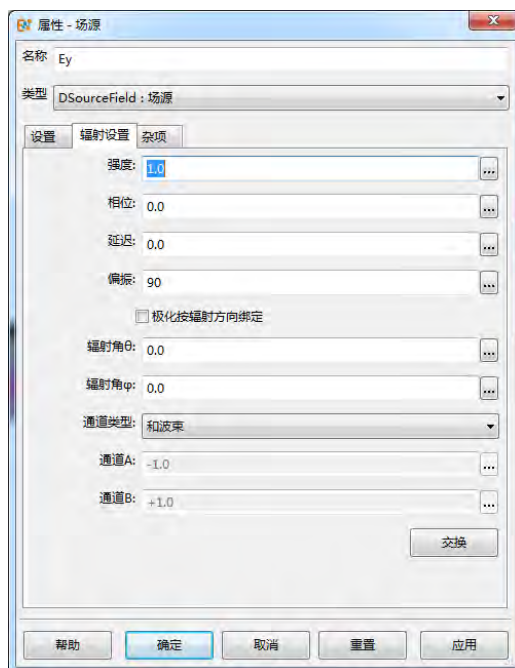 属性 - 场源
名称 Ey
类型 DSourceField : 场源
设置 辐射设置 杂项
强度: 1.0 ...
相位: 0.0 ...
延迟: 0.0 ...
偏振: 90 ...
极化按辐射方向绑定
辐射角θ: 0.0 ...
辐射角φ: 0.0 ...
通道类型: 和波束
通道A: -1.0 ...
通道B: +1.0 ...
交换
帮助 确定 取消 重置 应用